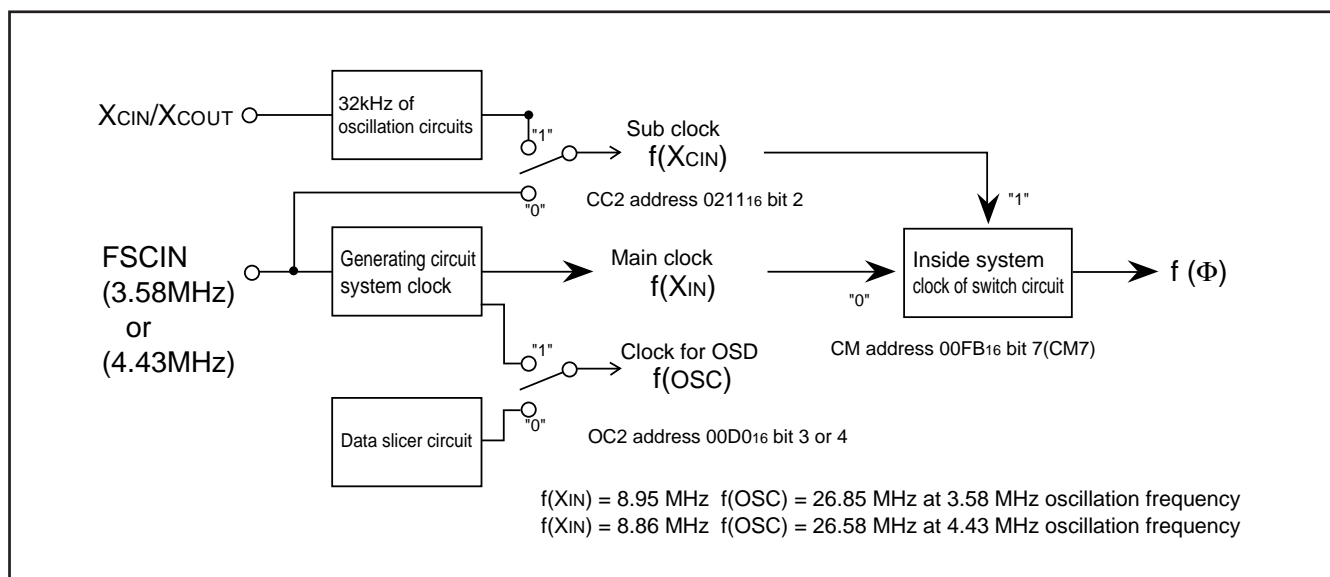 XCIN/XCOUT
32kHz of
oscillation circuits
"1"
"0"
Sub clock
f(XCIN)
CC2 address 021116 bit 2
"1"
FSCIN
(3.58MHz)
or
(4.43MHz)
Generating circuit
system clock
Main clock
f(XIN)
"0"
Inside system
clock of switch circuit
f (Φ)
CM address 00FB16 bit 7(CM7)
"1"
"0"
Clock for OSD
f(OSC)
Data slicer circuit
OC2 address 00D016 bit 3 or 4
f(XIN) = 8.95 MHz f(OSC) = 26.85 MHz at 3.58 MHz oscillation frequency
f(XIN) = 8.86 MHz f(OSC) = 26.58 MHz at 4.43 MHz oscillation frequency